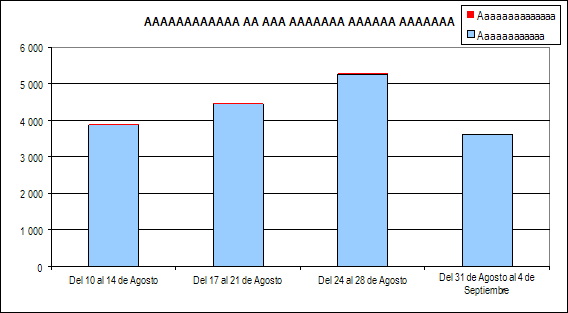 AAAAAAAAAAAA AA AAA AAAAAAA AAAAAA AAAAAAA
Aaaaaaaaaaaaaa
Aaaaaaaaaaaa
6 000
5 000
4 000
3 000
2 000
1 000
0
Del 10 al 14 de Agosto
Del 17 al 21 de Agosto
Del 24 al 28 de Agosto
Del 31 de Agosto al 4 de
Septiembre